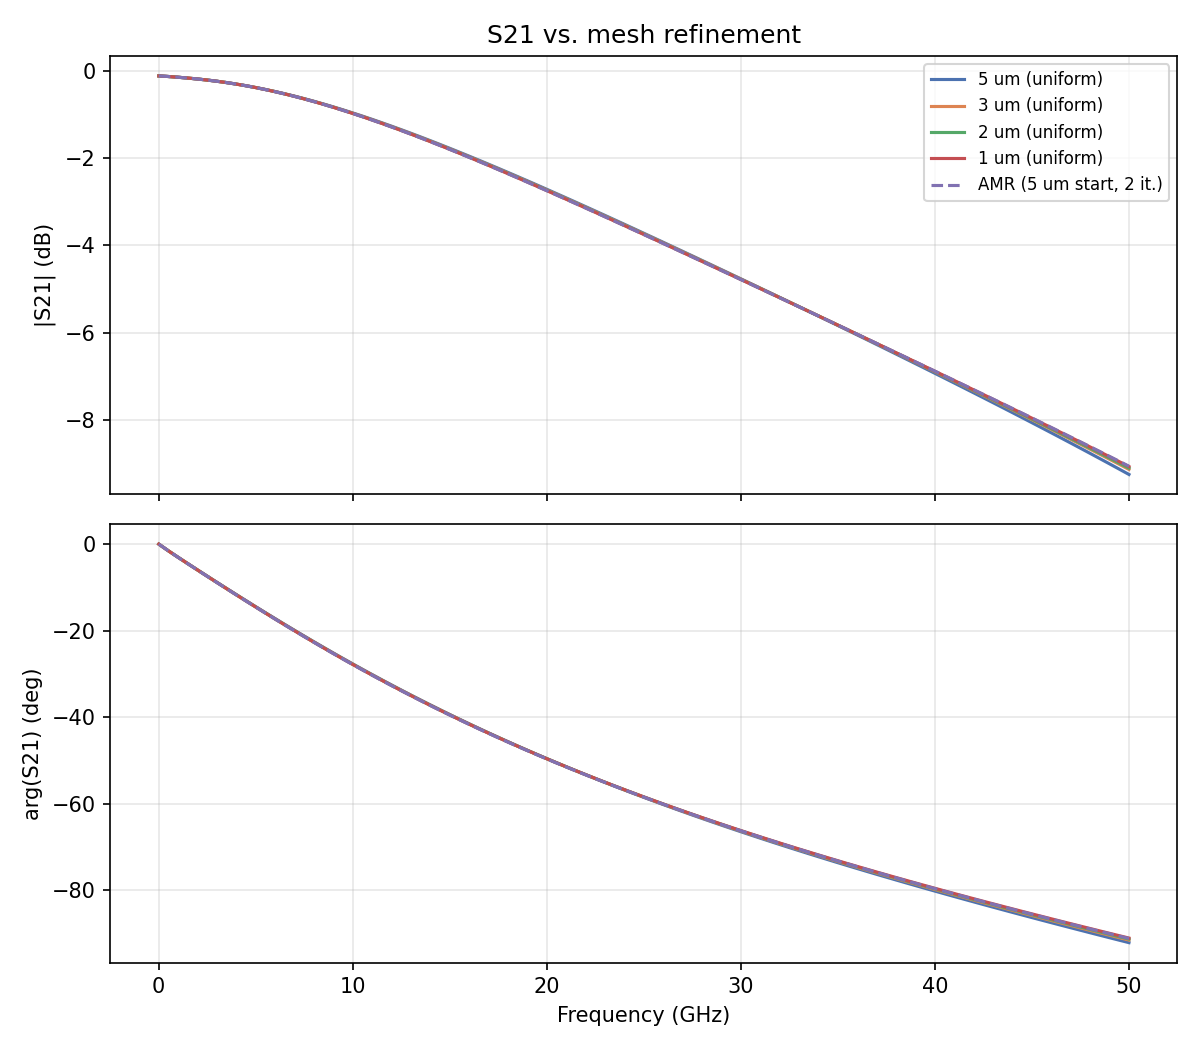 S21 vs. mesh refinement
0
−2
−4
−6
−8
|S21| (dB)
5 um (uniform)
3 um (uniform)
2 um (uniform)
1 um (uniform)
AMR (5 um start, 2 it.)
0
−20
−40
−60
−80
arg(S21) (deg)
0 10 20 30 40 50
Frequency (GHz)